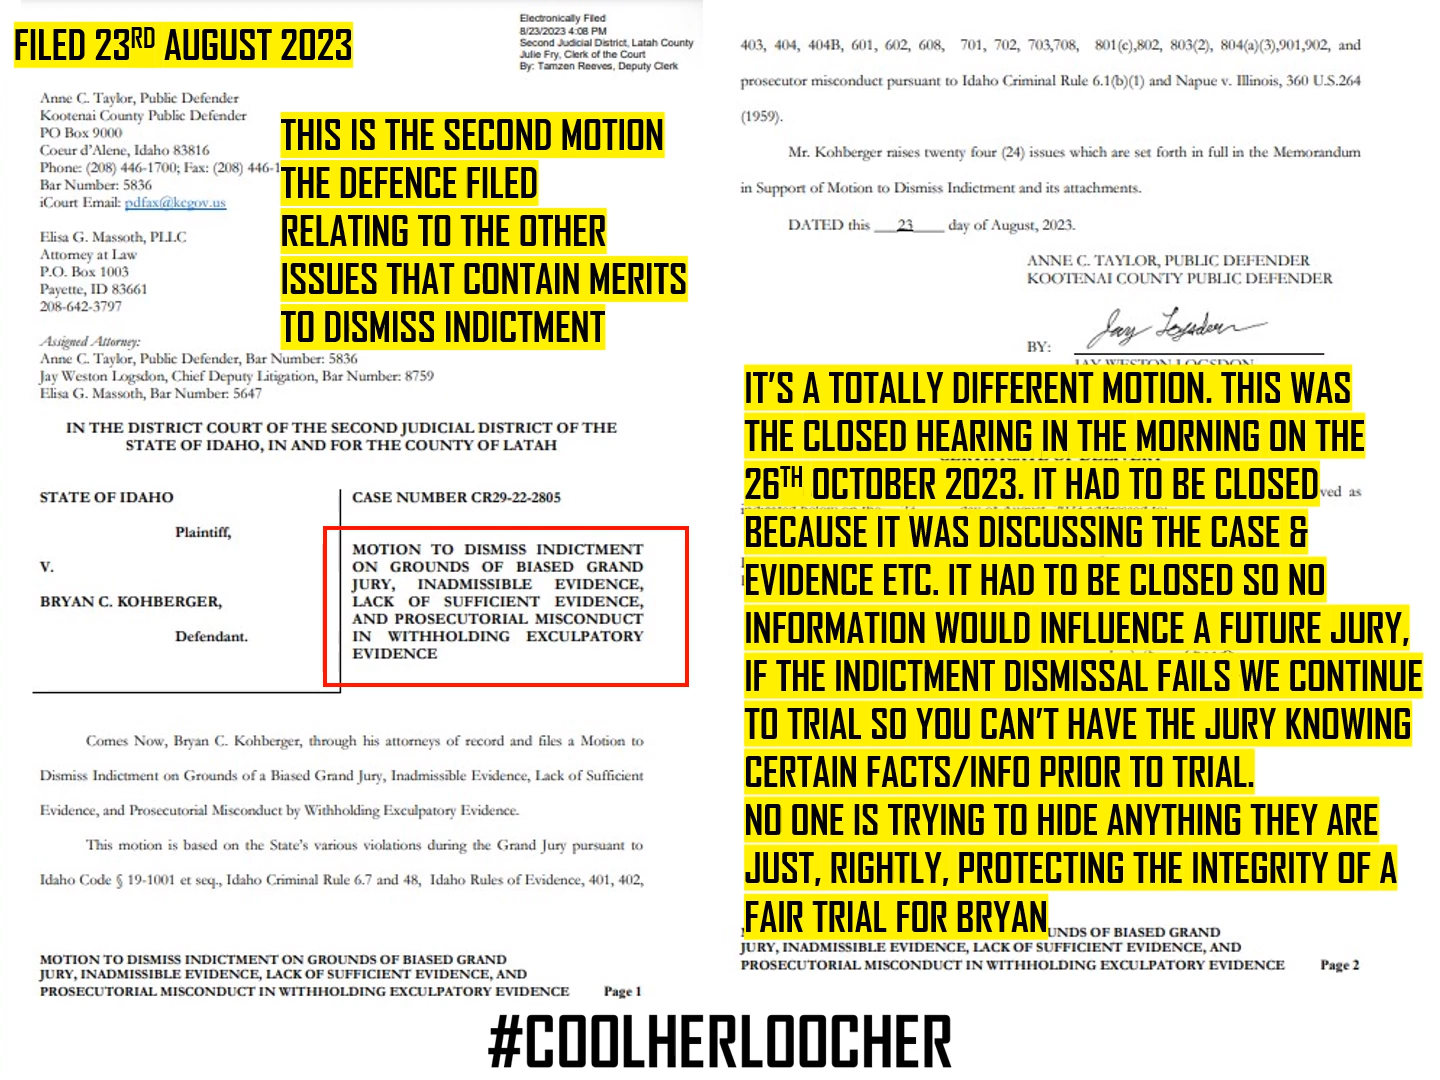 FILED 23RD AUGUST 2023
Electronically Filed
8/23/2023 4:08 PM
Second Judicial District, Latah County
Julie Fry, Clerk of the Court
By: Tamzen Reeves, Deputy Clerk
Anne C. Taylor, Public Defender
Kootenai County Public Defender
PO Box 9000
Coeur d'Alene, Idaho 83816
Phone: (208) 446-1700; Fax: (208) 446-1
Bar Number: 5836
iCourt Email: pdfax@kcgov.us
Elisa G. Massoth, PLLC
Attorney at Law
P.O. Box 1003
Payette, ID 83661
208-642-3797
THIS IS THE SECOND MOTION
THE DEFENCE FILED
RELATING TO THE OTHER
ISSUES THAT CONTAIN MERITS
TO DISMISS INDICTMENT
Assigned Attorney:
Anne C. Taylor, Public Defender, Bar Number: 5836
Jay Weston Logsdon, Chief Deputy Litigation, Bar Number: 8759
Elisa G. Massoth, Bar Number: 5647
IN THE DISTRICT COURT OF THE SECOND JUDICIAL DISTRICT OF THE
STATE OF IDAHO, IN AND FOR THE COUNTY OF LATAH
STATE OF IDAHO
Plaintiff,
V.
BRYAN C. KOHBERGER,
Defendant.
CASE NUMBER CR29-22-2805
MOTION TO DISMISS INDICTMENT
ON GROUNDS OF BIASED GRAND
JURY, INADMISSIBLE EVIDENCE,
LACK OF SUFFICIENT EVIDENCE,
AND PROSECUTORIAL MISCONDUCT
IN WITHHOLDING EXCULPATORY
EVIDENCE
Comes Now, Bryan C. Kohberger, through his attorneys of record and files a Motion to
Dismiss Indictment on Grounds of a Biased Grand Jury, Inadmissible Evidence, Lack of Sufficient
Evidence, and Prosecutorial Misconduct by Withholding Exculpatory Evidence.
This motion is based on the State's various violations during the Grand Jury pursuant to
Idaho Code § 19-1001 et seq., Idaho Criminal Rule 6.7 and 48, Idaho Rules of Evidence, 401, 402,
MOTION TO DISMISS INDICTMENT ON GROUNDS OF BIASED GRAND
JURY, INADMISSIBLE EVIDENCE, LACK OF SUFFICIENT EVIDENCE, AND
PROSECUTORIAL MISCONDUCT IN WITHHOLDING EXCULPATORY EVIDENCE Page 1
403, 404, 404B, 601, 602, 608, 701, 702, 703,708, 801(c),802, 803(2), 804(a)(3),901,902, and
prosecutor misconduct pursuant to Idaho Criminal Rule 6.1(b)(1) and Napue v. Illinois, 360 U.S.264
(1959).
Mr. Kohberger raises twenty four (24) issues which are set forth in full in the Memorandum
in Support of Motion to Dismiss Indictment and its attachments.
DATED this 23 day of August, 2023.
ANNE C. TAYLOR, PUBLIC DEFENDER
KOOTENAI COUNTY PUBLIC DEFENDER
BY: Jay Logsdon
JAY WESTON LOGSDON
IT'S A TOTALLY DIFFERENT MOTION. THIS WAS
THE CLOSED HEARING IN THE MORNING ON THE
26TH OCTOBER 2023. IT HAD TO BE CLOSED
ved as
BECAUSE IT WAS DISCUSSING THE CASE &
EVIDENCE ETC. IT HAD TO BE CLOSED SO NO
INFORMATION WOULD INFLUENCE A FUTURE JURY,
IF THE INDICTMENT DISMISSAL FAILS WE CONTINUE
TO TRIAL SO YOU CAN'T HAVE THE JURY KNOWING
CERTAIN FACTS/INFO PRIOR TO TRIAL.
NO ONE IS TRYING TO HIDE ANYTHING THEY ARE
JUST, RIGHTLY, PROTECTING THE INTEGRITY OF A
FAIR TRIAL FOR BRYAN
UNDS OF BIASED GRAND
JURY, INADMISSIBLE EVIDENCE, LACK OF SUFFICIENT EVIDENCE, AND
PROSECUTORIAL MISCONDUCT IN WITHHOLDING EXCULPATORY EVIDENCE Page 2
#COOLHERLOOCHER